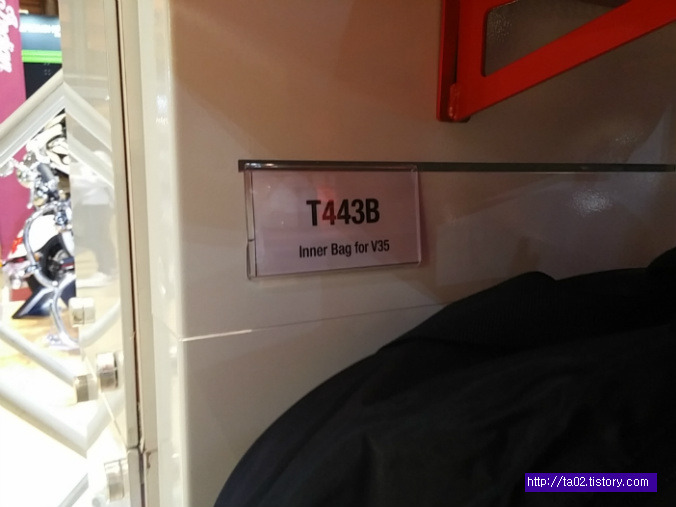 T443B
Inner Bag for V35
http://ta02.tistory.com